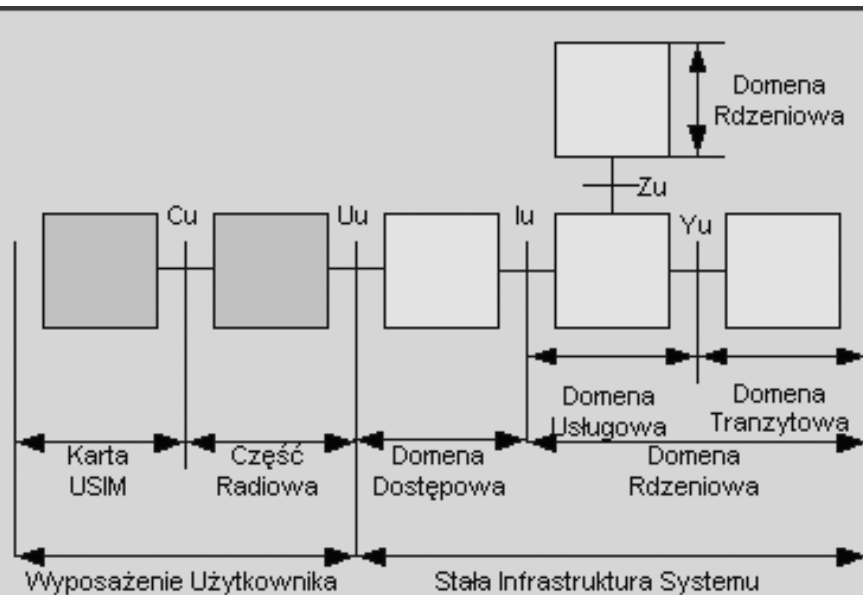 Domena
Rdzeniowa
Zu
Cu
Uu
Iu
Yu
Domena
Usługowa
Domena
Tranzytowa
Karta
USIM
Część
Radiowa
Domena
Dostępowa
Domena
Rdzeniowa
Wyposażenie Użytkownika
Stała Infrastruktura Systemu